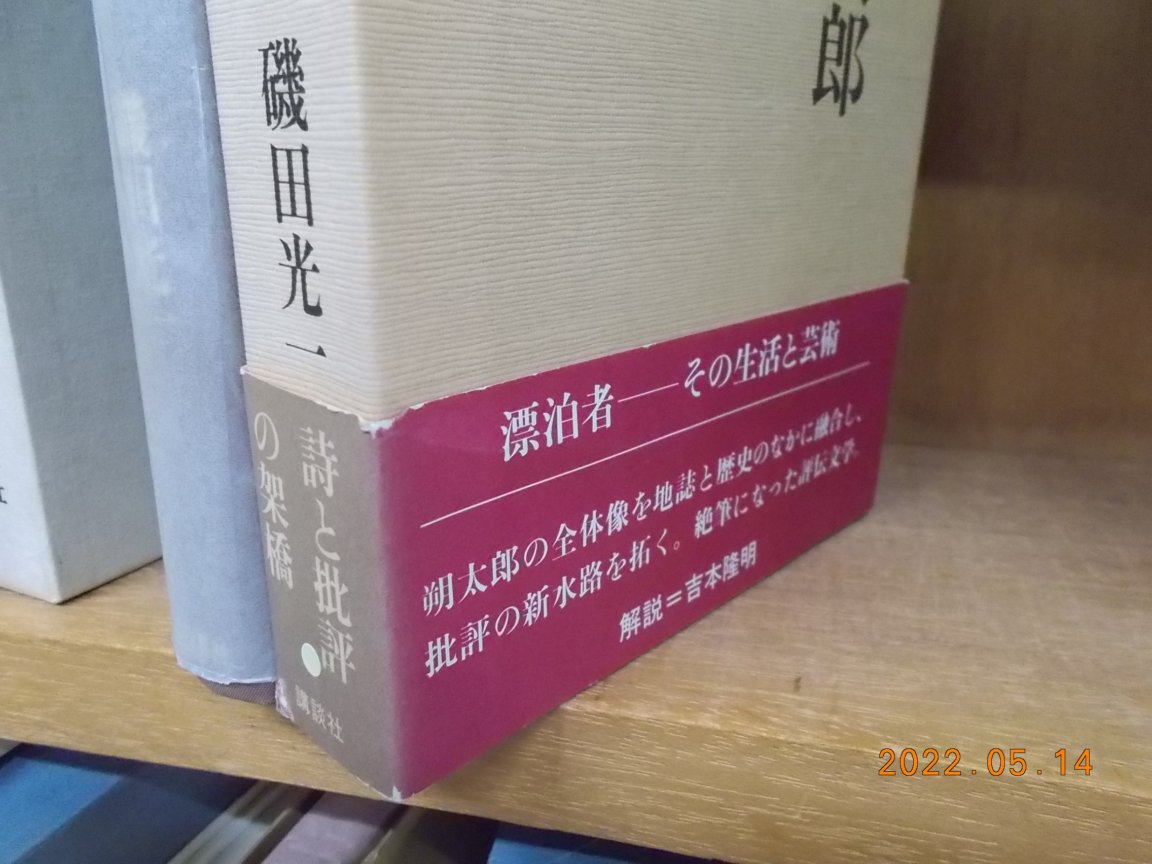 郎
磯田光一
詩と批評
の架橋
講談社
漂泊者——その生活と芸術
朔太郎の全体像を地誌と歴史のなかに融合し、
批評の新水路を拓く。絶筆になった評伝文学。
解説＝吉本隆明
2022.05.14